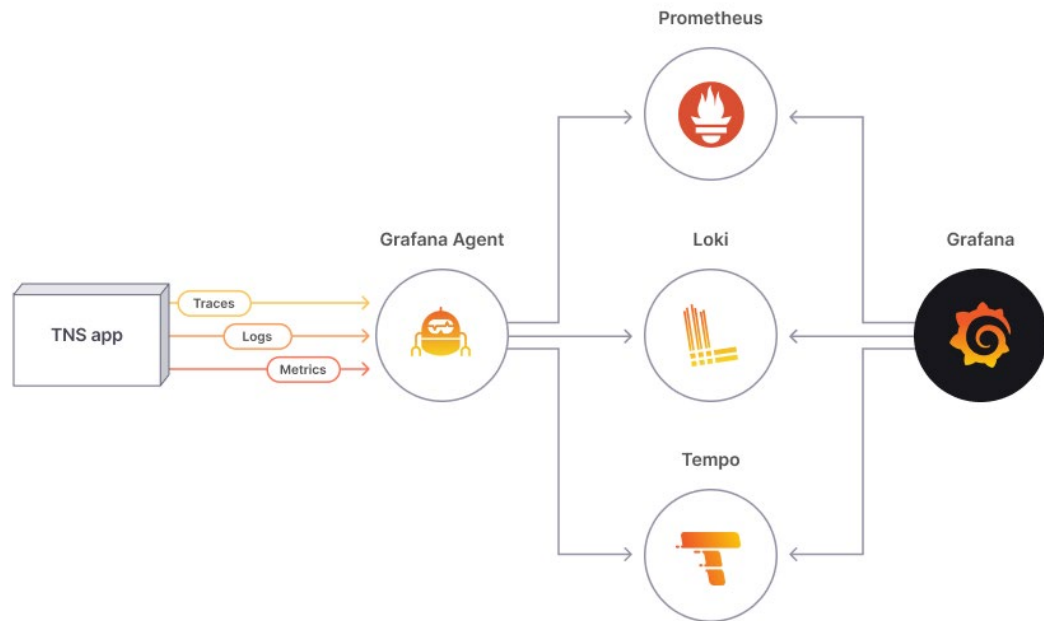 Prometheus
Grafana Agent
Loki
Grafana
TNS app
Traces
Logs
Metrics
Tempo